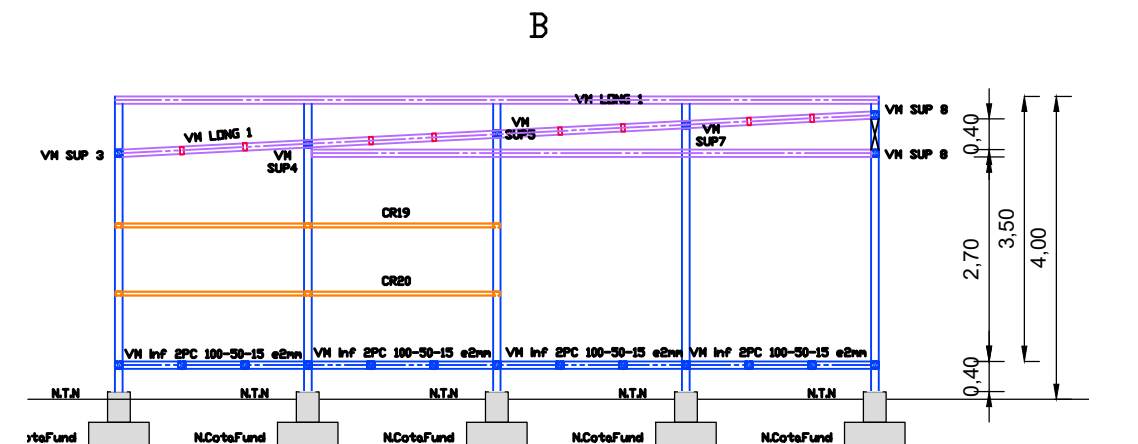 B
VM LONG 1
VM SUP 8
VM LONG 1
VM
SUP5
VM
SUP7
VM SUP 3
VM
SUP4
VM SUP 8
0,40
CR19
3,50
4,00
2,70
CR20
VM Inf 2PC 100-50-15 e2mm
VM Inf 2PC 100-50-15 e2mm
VM Inf 2PC 100-50-15 e2mm
VM Inf 2PC 100-50-15 e2mm
0,40
N.T.N
N.T.N
N.T.N
N.T.N
N.T.N
otaFund
N.CotaFund
N.CotaFund
N.CotaFund
N.CotaFund